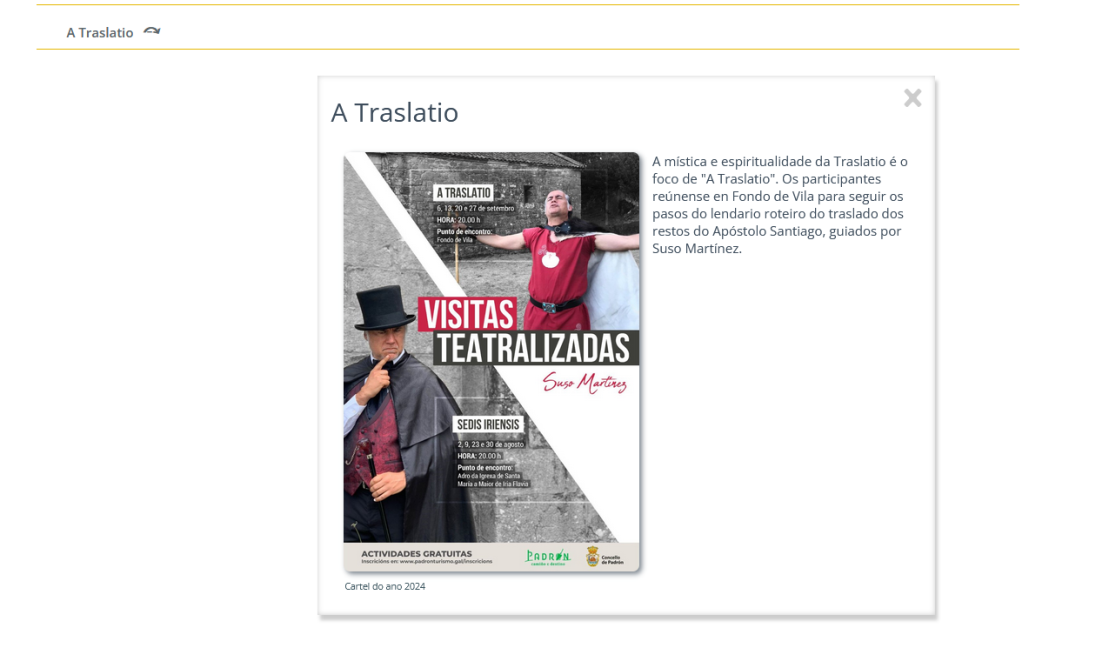 A Traslatio
A Traslatio
A mística e espiritualidade da Traslatio é o
foco de "A Traslatio". Os participantes
reúnense en Fondo de Vila para seguir os
pasos do lendario roteiro do traslado dos
restos do Apóstolo Santiago, guiados por
Suso Martínez.
A TRASLATIO
6, 13, 20 e 27 de setembro
HORA: 20.00 h
Punto de encontro:
Fondo de Vila
VISITAS
TEATRALIZADAS
Suso Martínez
SEDIS IRIENSIS
2, 9, 23 e 30 de agosto
HORA: 20.00 h
Punto de encontro:
Adro da Igrexa de Santa
María a Maior de Iria Flavia
ACTIVIDADES GRATUITAS
Inscricións en: www.padronturismo.gal/inscricions
PADRÓN
camiño e destino
Concello
de Padrón
Cartel do ano 2024